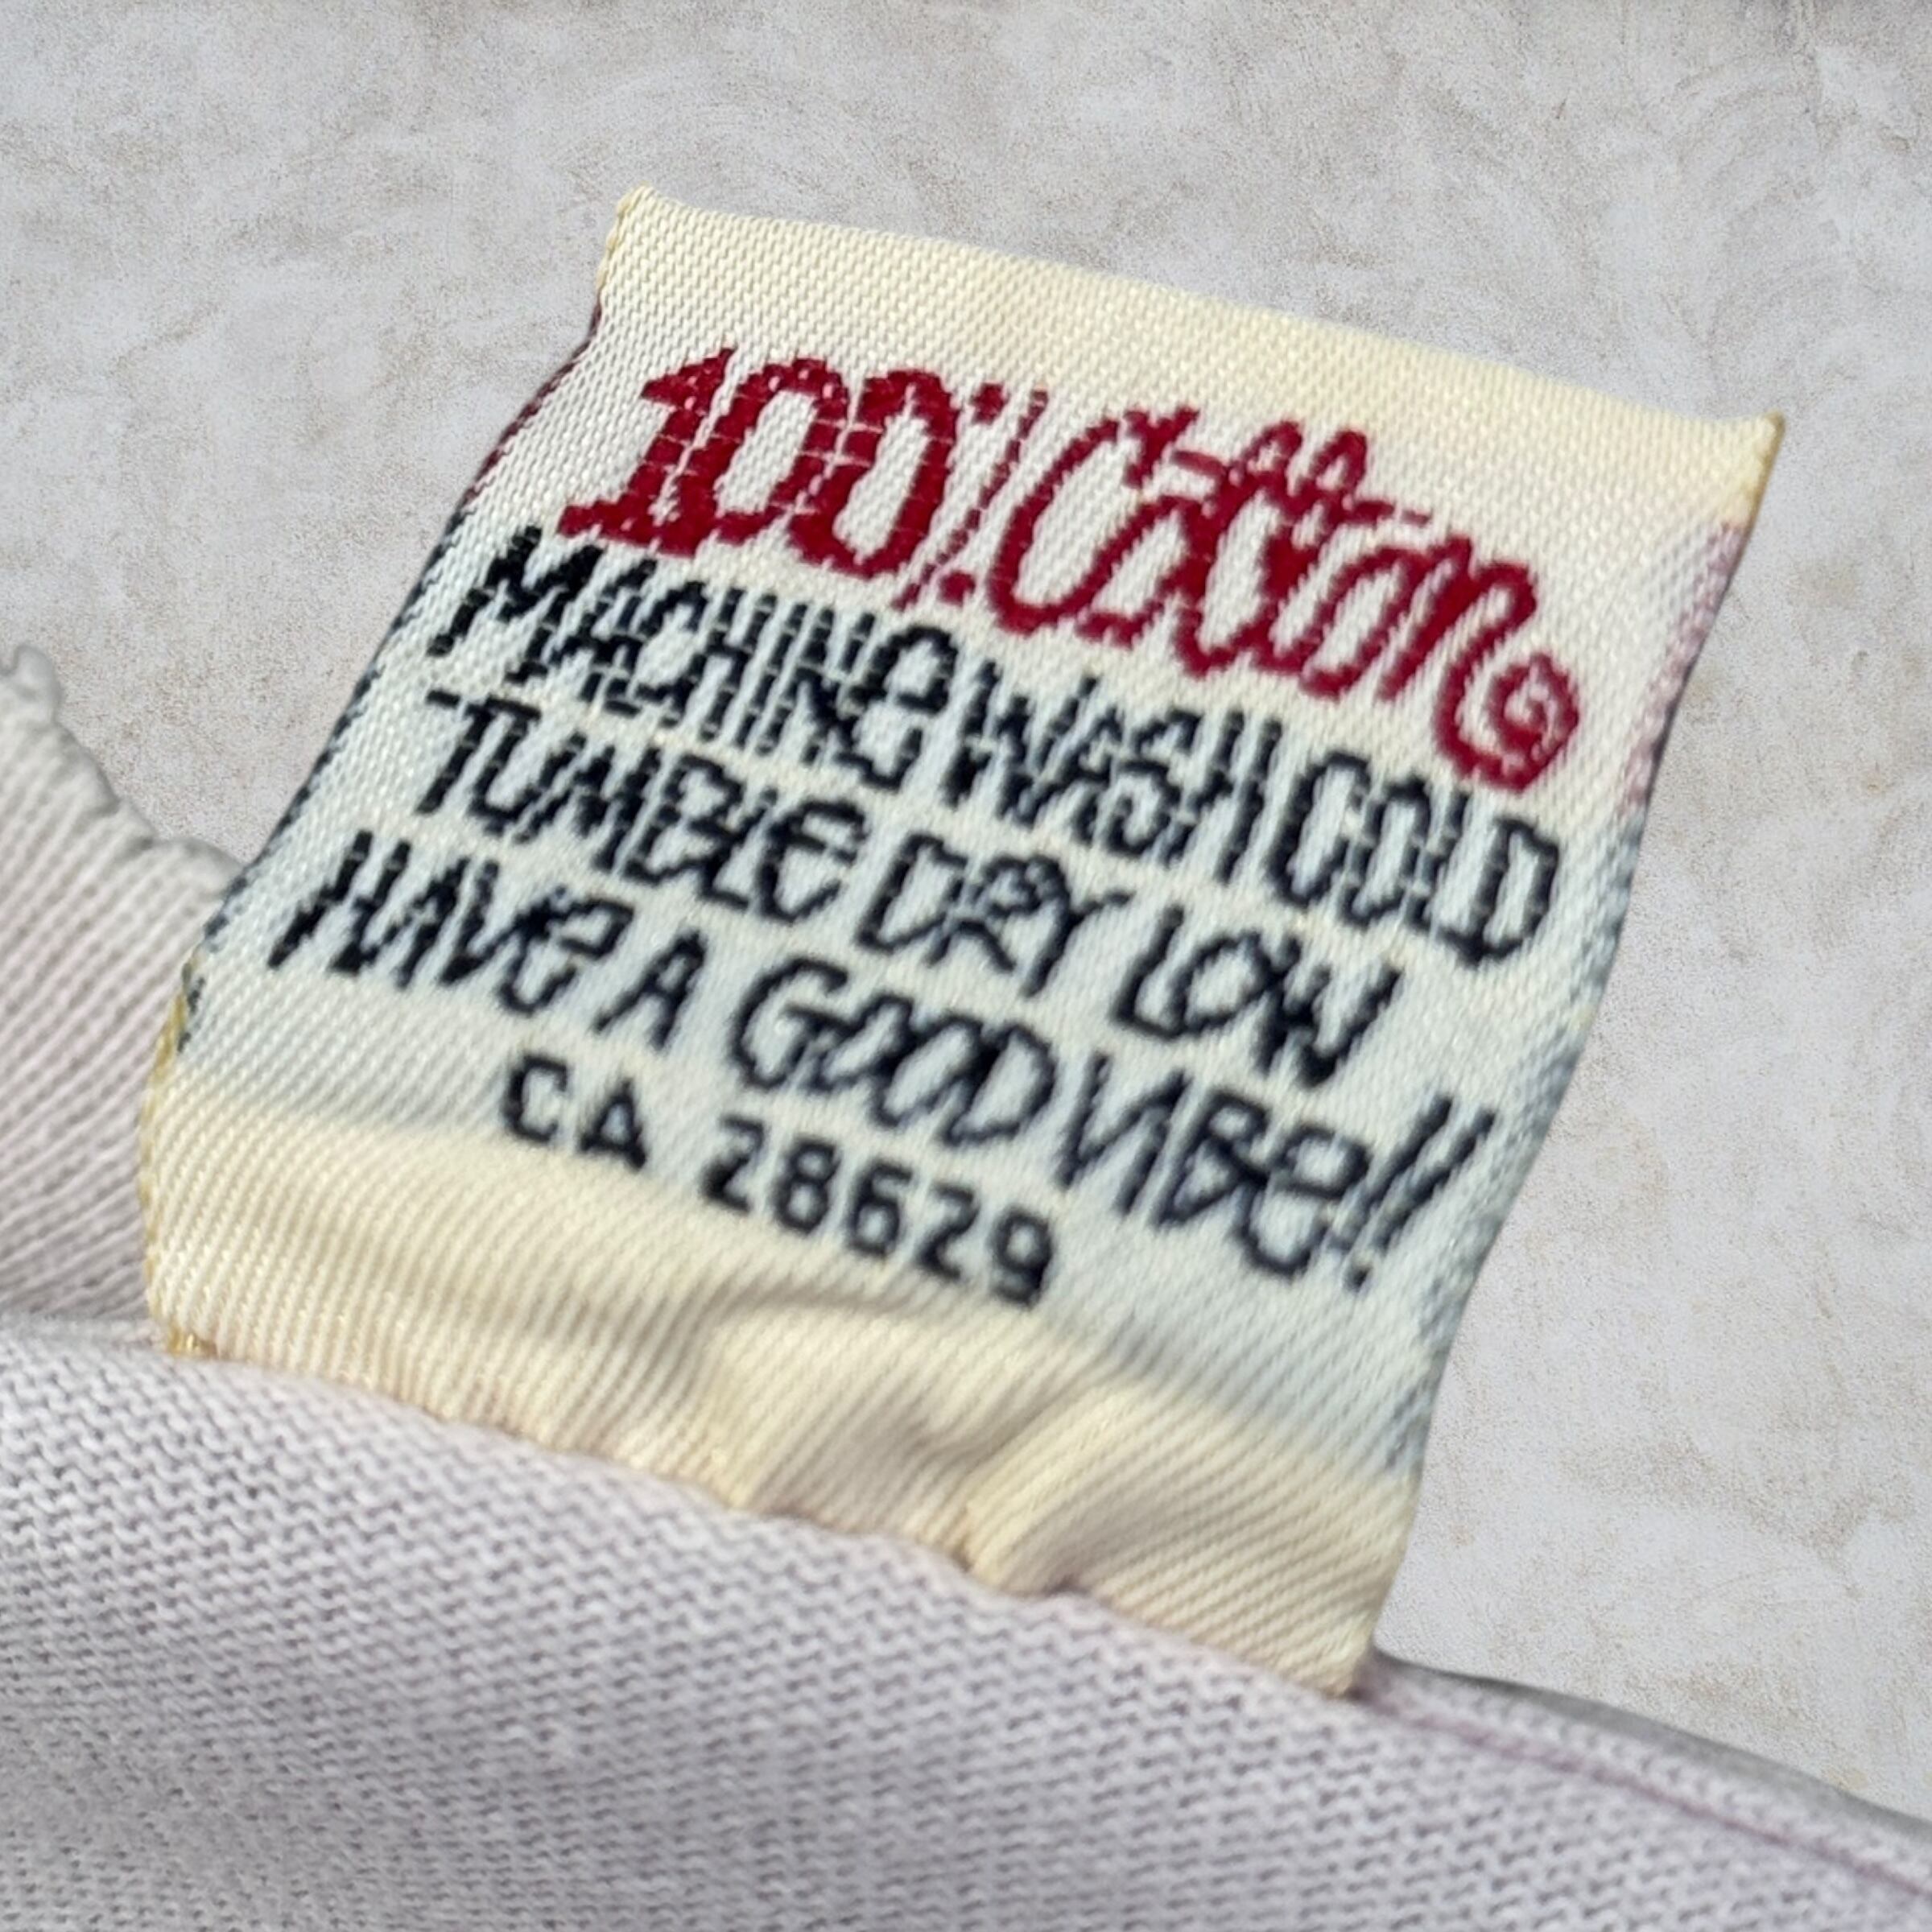 100% Cotton
MACHINE WASH COLD
TUMBLE DRY LOW
HAVE A GOOD VIBE!!
CA 28629